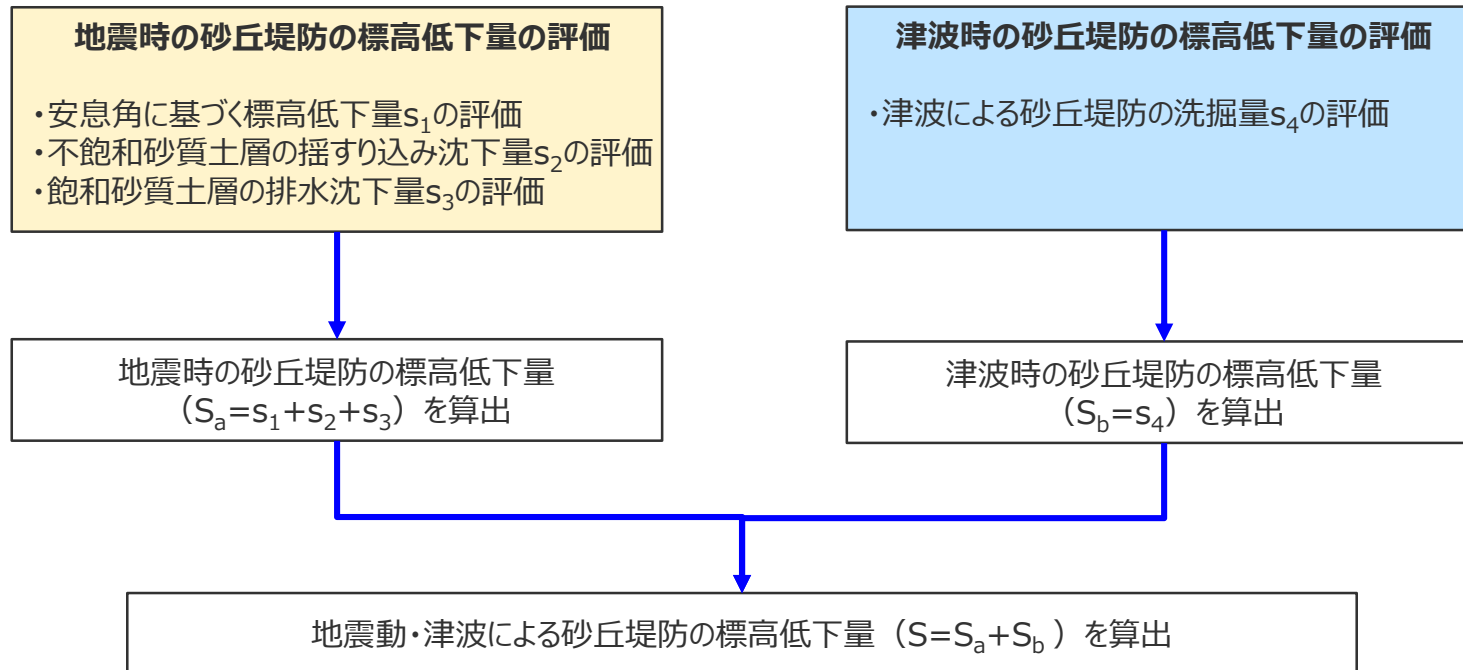 地震時の砂丘堤防の標高低下量の評価
・安息角に基づく標高低下量s₁の評価
・不飽和砂質土層の揺すり込み沈下量s₂の評価
・飽和砂質土層の排水沈下量s₃の評価
津波時の砂丘堤防の標高低下量の評価
・津波による砂丘堤防の洗掘量s₄の評価
地震時の砂丘堤防の標高低下量
（Sₐ=s₁+s₂+s₃）を算出
津波時の砂丘堤防の標高低下量
（S_b=s₄）を算出
地震動・津波による砂丘堤防の標高低下量（S=Sₐ+S_b ）を算出